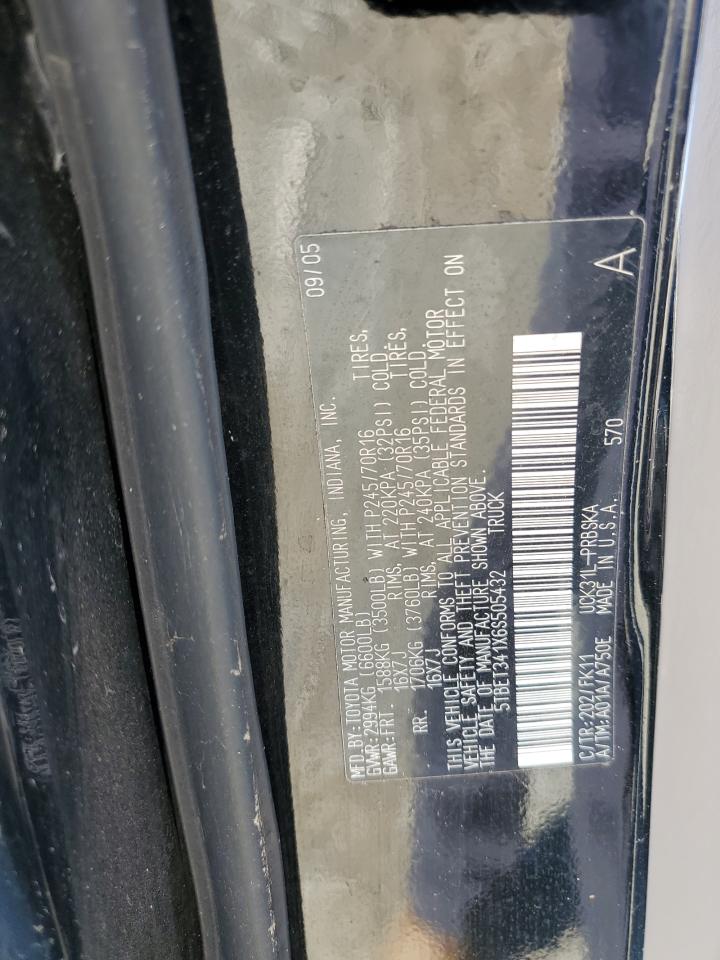 09/05
MFD.BY:TOYOTA MOTOR MANUFACTURING, INDIANA, INC.
GVWR:2994KG (6600LB)
GAWR:FRT 1588KG (3500LB) WITH P245/70R16 TIRES,
16X7J RIMS, AT 220KPA (32PSI) COLD.
RR. 1706KG (3760LB) WITH P245/70R16 TIRES,
16X7J RIMS, AT 240KPA (35PSI) COLD.
THIS VEHICLE CONFORMS TO ALL APPLICABLE FEDERAL MOTOR
VEHICLE SAFETY AND THEFT PREVENTION STANDARDS IN EFFECT ON
THE DATE OF MANUFACTURE SHOWN ABOVE.
5TBET341X6S505432 TRUCK
C/TR:202/FK11 UCK31L-PRBSKA 570
A/TM:A01A/A750E MADE IN U.S.A. A